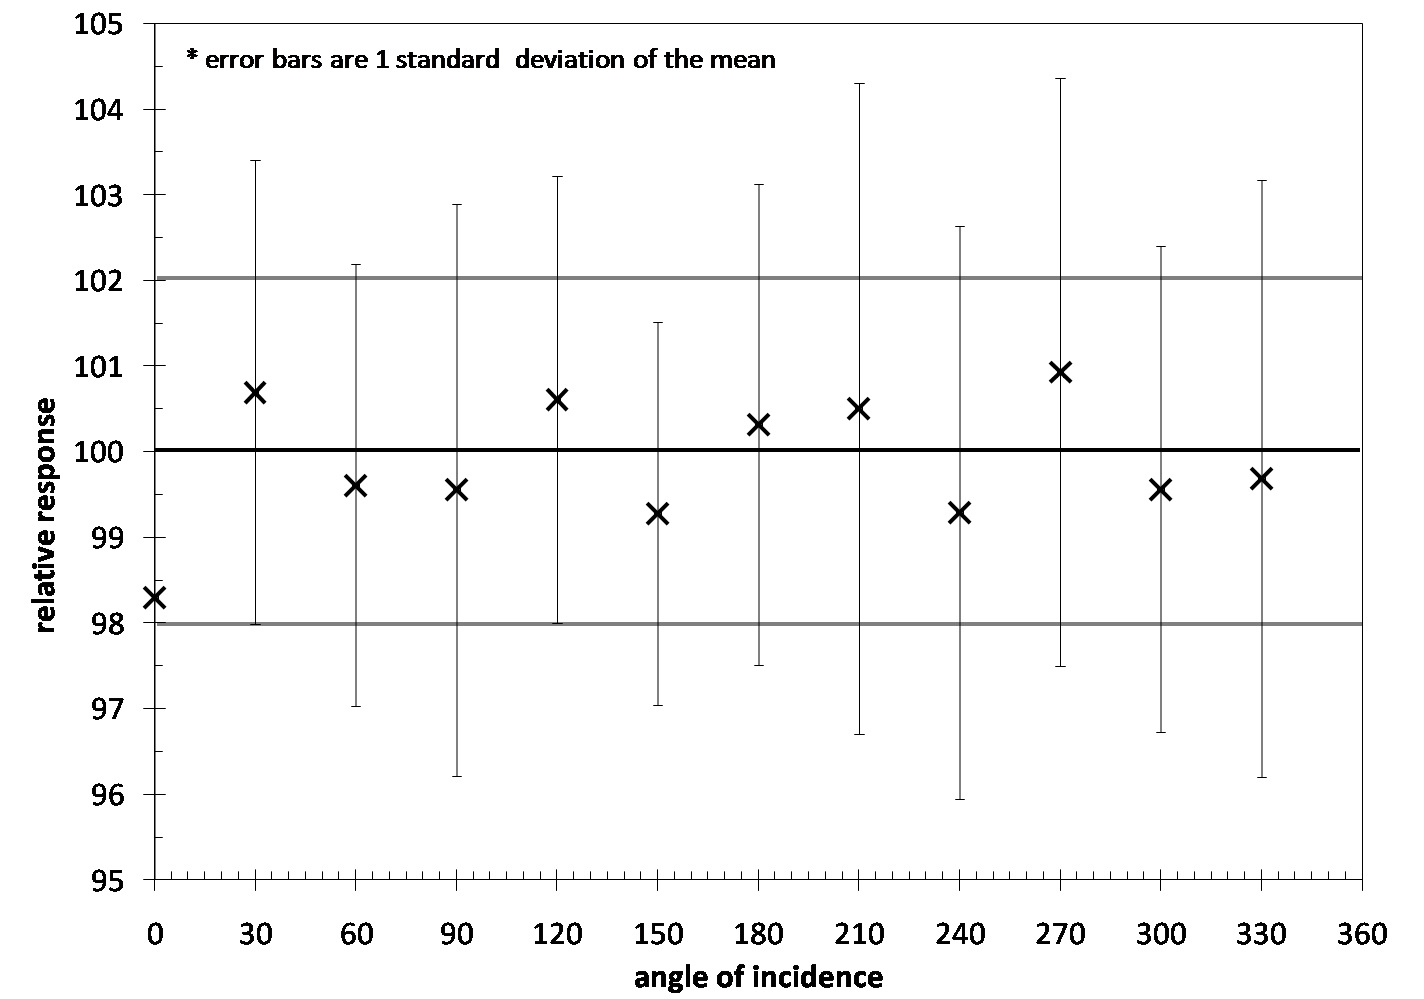 * error bars are 1 standard  deviation of the mean
105
104
103
102
101
100
99
98
97
96
95
relative response
0 30 60 90 120 150 180 210 240 270 300 330 360
angle of incidence